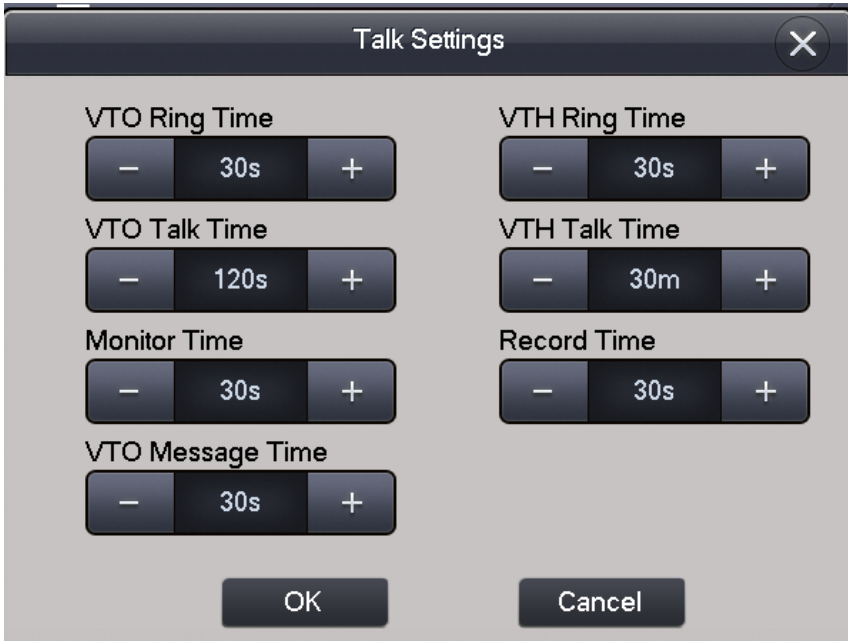 Talk Settings
VTO Ring Time
VTH Ring Time
− 30s +
− 30s +
VTO Talk Time
VTH Talk Time
− 120s +
− 30m +
Monitor Time
Record Time
− 30s +
− 30s +
VTO Message Time
− 30s +
OK
Cancel